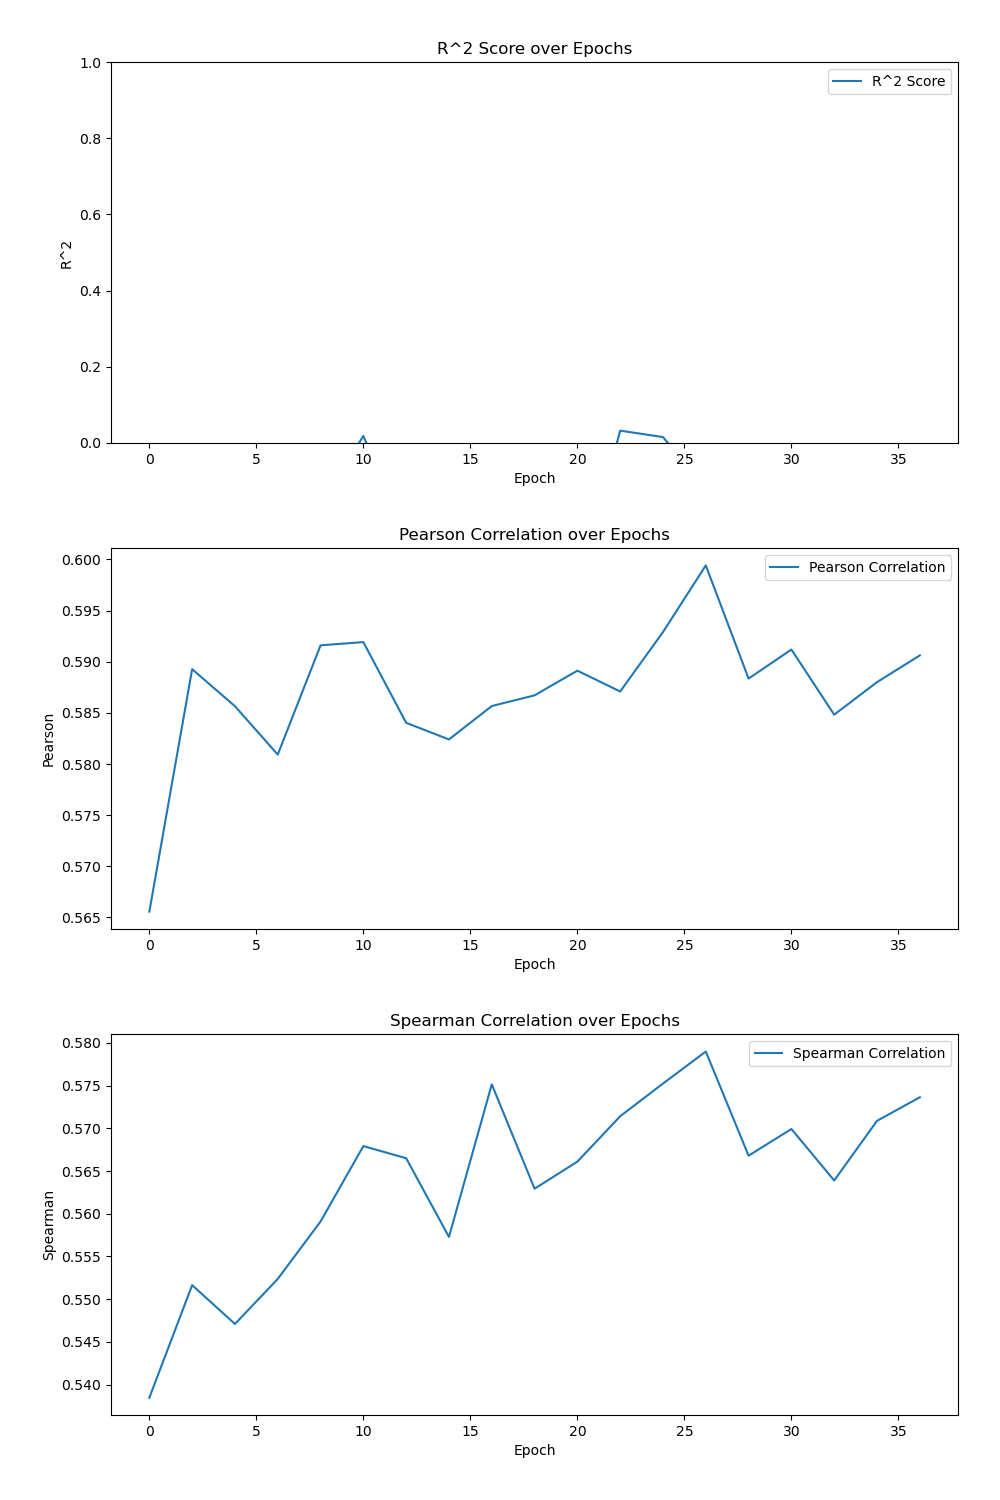 R^2 Score over Epochs
R^2 Score
1.0
0.8
0.6
0.4
0.2
0.0
R^2
0 5 10 15 20 25 30 35
Epoch
Pearson Correlation over Epochs
Pearson Correlation
0.600
0.595
0.590
0.585
0.580
0.575
0.570
0.565
Pearson
0 5 10 15 20 25 30 35
Epoch
Spearman Correlation over Epochs
Spearman Correlation
0.580
0.575
0.570
0.565
0.560
0.555
0.550
0.545
0.540
Spearman
0 5 10 15 20 25 30 35
Epoch